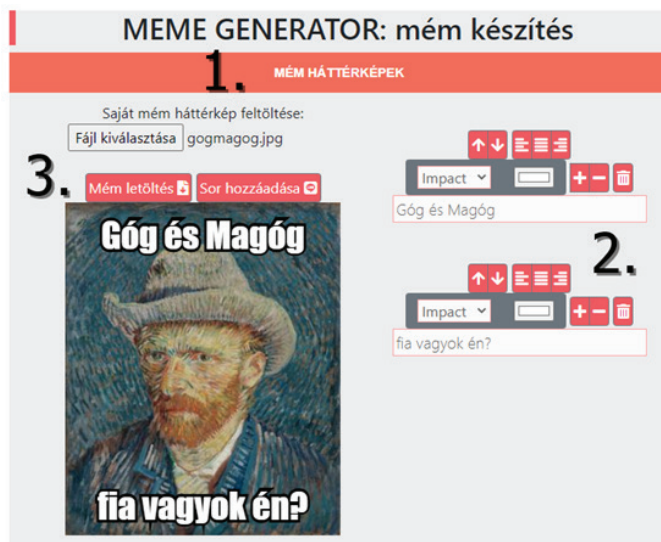 MEME GENERATOR: mém készítés
1.
MÉM HÁTTÉRKÉPEK
Saját mém háttérkép feltöltése:
Fájl kiválasztása gogmagog.jpg
3.
Mém letöltés Sor hozzáadása
Góg és Magóg
fia vagyok én?
Impact
Góg és Magóg
2.
Impact
fia vagyok én?